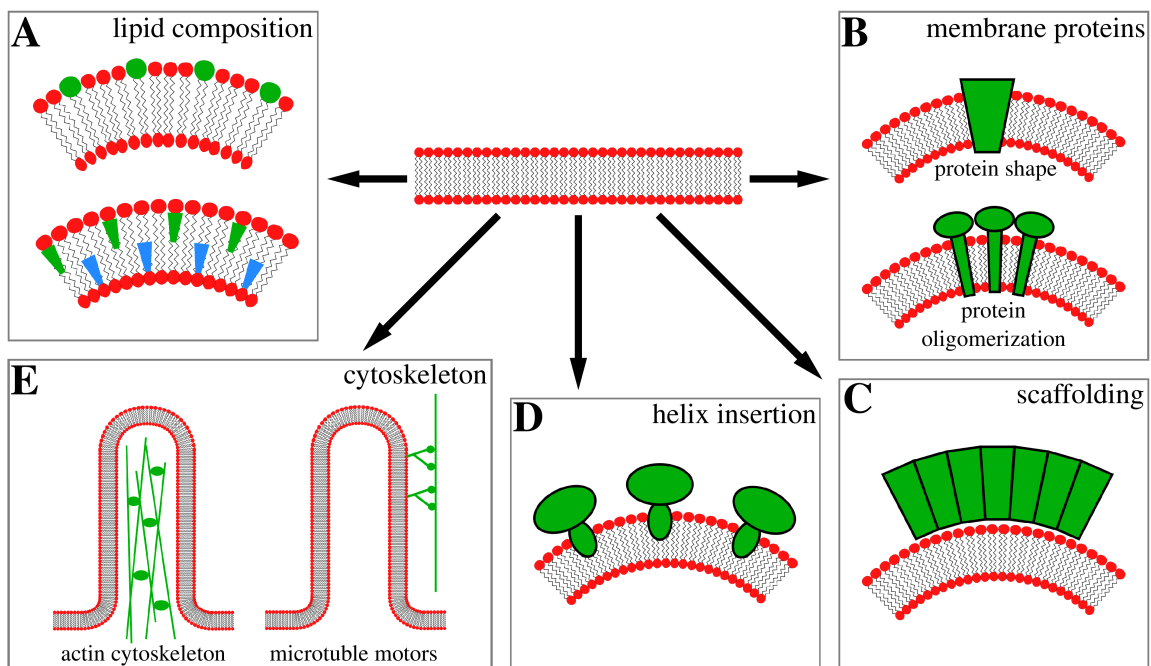 A lipid composition
B membrane proteins
protein shape
protein
oligomerization
E cytoskeleton
actin cytoskeleton
microtuble motors
D helix insertion
C scaffolding